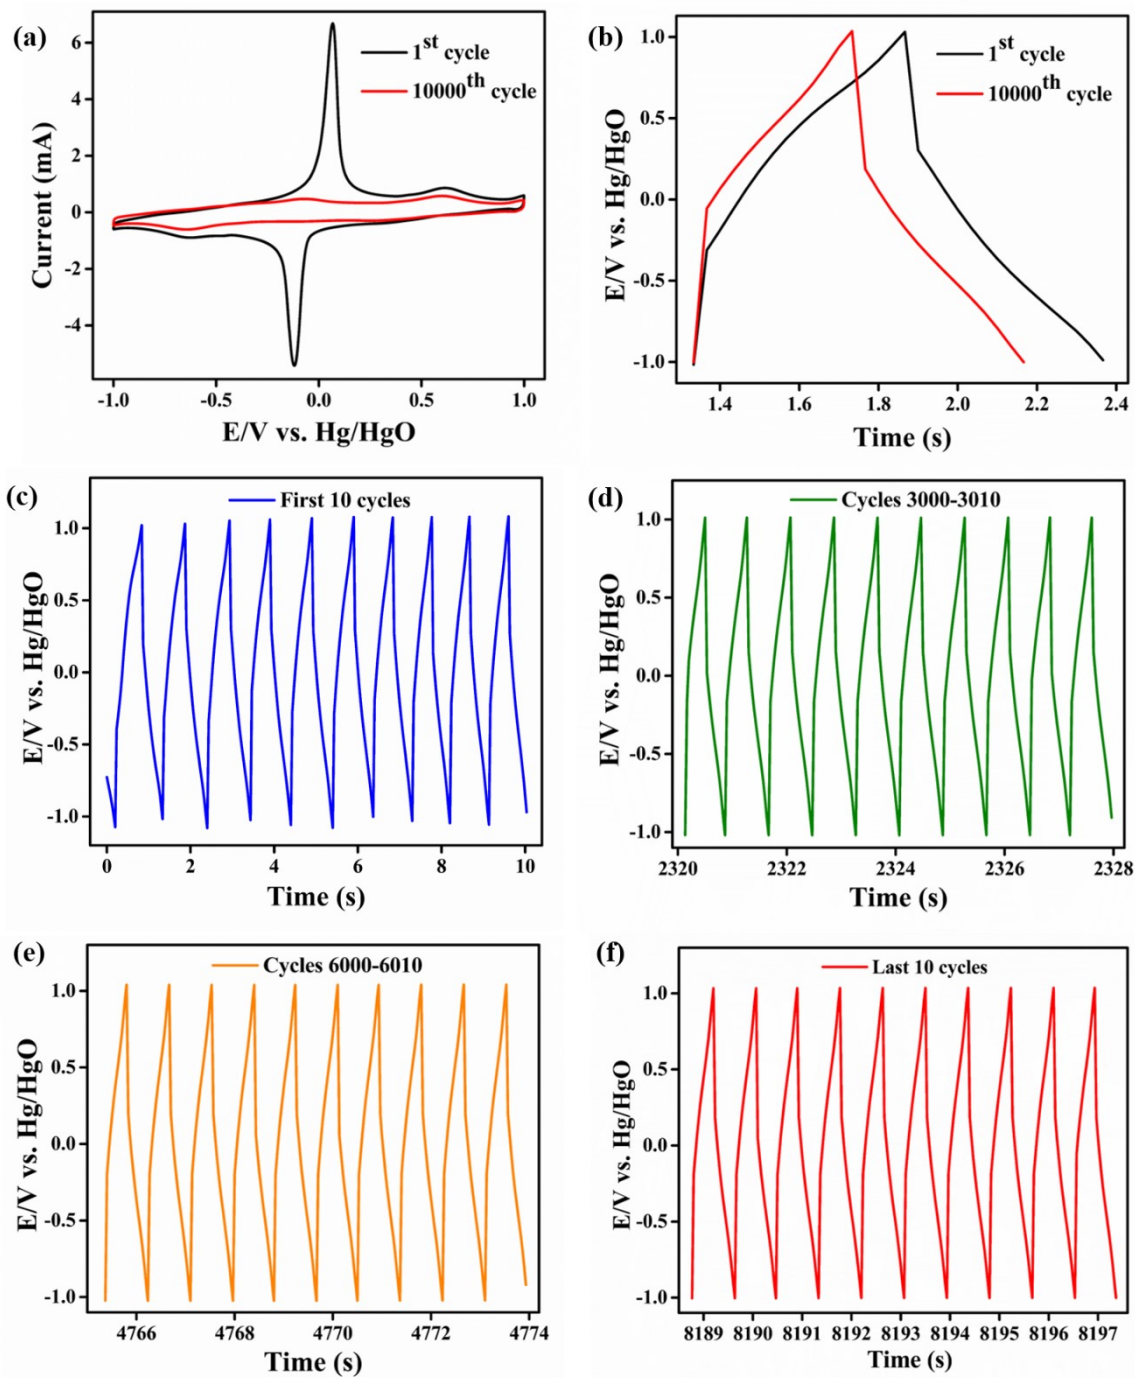 (a)
1st cycle
10000th cycle
Current (mA)
6
4
2
0
-2
-4
-1.0 -0.5 0.0 0.5 1.0
E/V vs. Hg/HgO
(b)
1st cycle
10000th cycle
E/V vs. Hg/HgO
1.0
0.5
0.0
-0.5
-1.0
1.4 1.6 1.8 2.0 2.2 2.4
Time (s)
(c)
First 10 cycles
E/V vs. Hg/HgO
1.0
0.5
0.0
-0.5
-1.0
0 2 4 6 8 10
Time (s)
(d)
Cycles 3000-3010
E/V vs. Hg/HgO
1.0
0.5
0.0
-0.5
-1.0
2320 2322 2324 2326 2328
Time (s)
(e)
Cycles 6000-6010
E/V vs. Hg/HgO
1.0
0.5
0.0
-0.5
-1.0
4766 4768 4770 4772 4774
Time (s)
(f)
Last 10 cycles
E/V vs. Hg/HgO
1.0
0.5
0.0
-0.5
-1.0
8189 8190 8191 8192 8193 8194 8195 8196 8197
Time (s)